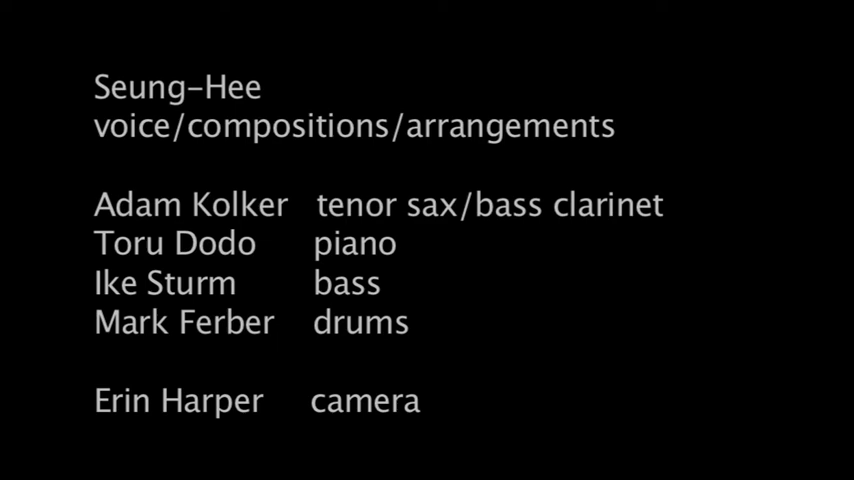 Seung-Hee
voice/compositions/arrangements
Adam Kolker tenor sax/bass clarinet
Toru Dodo piano
Ike Sturm bass
Mark Ferber drums
Erin Harper camera